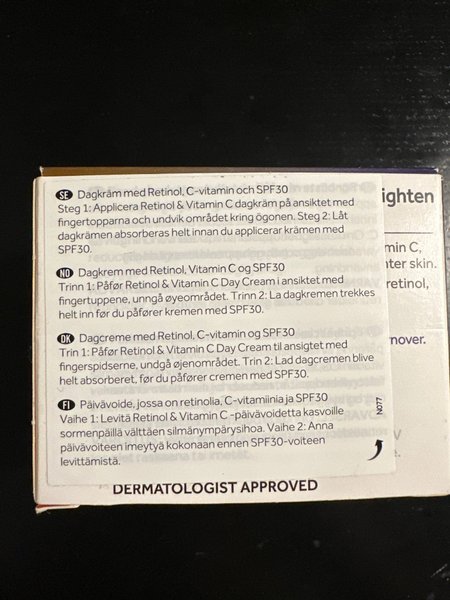 SE Dagkräm med Retinol, C-vitamin och SPF30
Steg 1: Applicera Retinol & Vitamin C dagkräm på ansiktet med
fingertopparna och undvik området kring ögonen. Steg 2: Låt
dagkrämen absorberas helt innan du applicerar krämen med
SPF30.
NO Dagkrem med Retinol, Vitamin C og SPF30
Trinn 1: Påfør Retinol & Vitamin C Day Cream i ansiktet med
fingertuppene, unngå øyeområdet. Trinn 2: La dagkremen trekkes
helt inn før du påfører kremen med SPF30.
DK Dagcreme med Retinol, C-vitamin og SPF30
Trin 1: Påfør Retinol & Vitamin C Day Cream til ansigtet med
fingerspidserne, undgå øjenområdet. Trin 2: Lad dagcremen blive
helt absorberet, før du påfører cremen med SPF30.
FI Päivävoide, jossa on retinolia, C-vitamiinia ja SPF30
Vaihe 1: Levitä Retinol & Vitamin C -päivävoidetta kasvoille
sormenpäillä välttäen silmänympärysihoa. Vaihe 2: Anna
päivävoiteen imeytyä kokonaan ennen SPF30-voiteen
levittämistä.
N077
ighten
min C,
nter skin.
retinol,
nover.
DERMATOLOGIST APPROVED